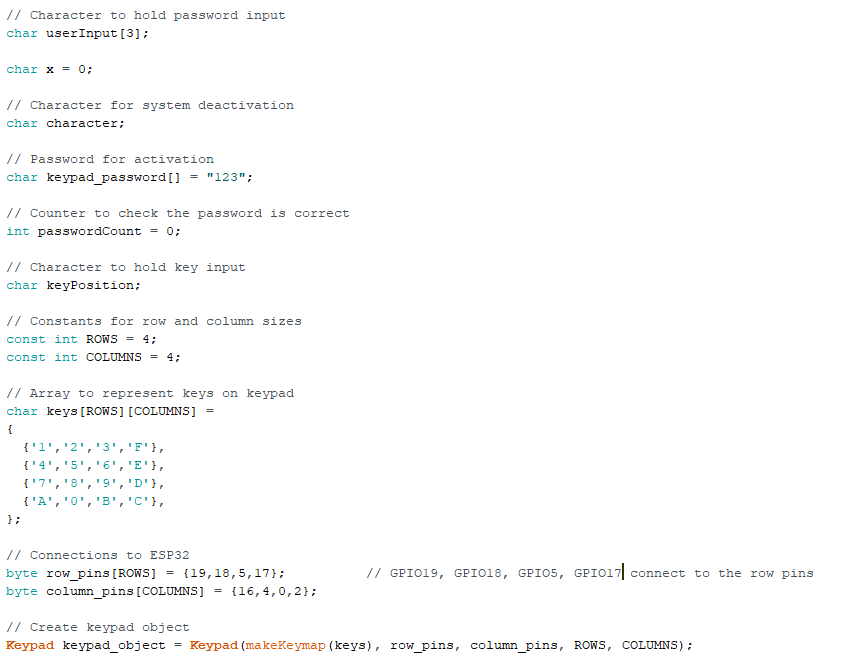 // Character to hold password input
char userInput[3];
char x = 0;
// Character for system deactivation
char character;
// Password for activation
char keypad_password[] = "123";
// Counter to check the password is correct
int passwordCount = 0;
// Character to hold key input
char keyPosition;
// Constants for row and column sizes
const int ROWS = 4;
const int COLUMNS = 4;
// Array to represent keys on keypad
char keys[ROWS][COLUMNS] =
{
  {'1','2','3','F'},
  {'4','5','6','E'},
  {'7','8','9','D'},
  {'A','0','B','C'},
};
// Connections to ESP32
byte row_pins[ROWS] = {19,18,5,17};          // GPIO19, GPIO18, GPIO5, GPIO17 connect to the row pins
byte column_pins[COLUMNS] = {16,4,0,2};
// Create keypad object
Keypad keypad_object = Keypad(makeKeymap(keys), row_pins, column_pins, ROWS, COLUMNS);